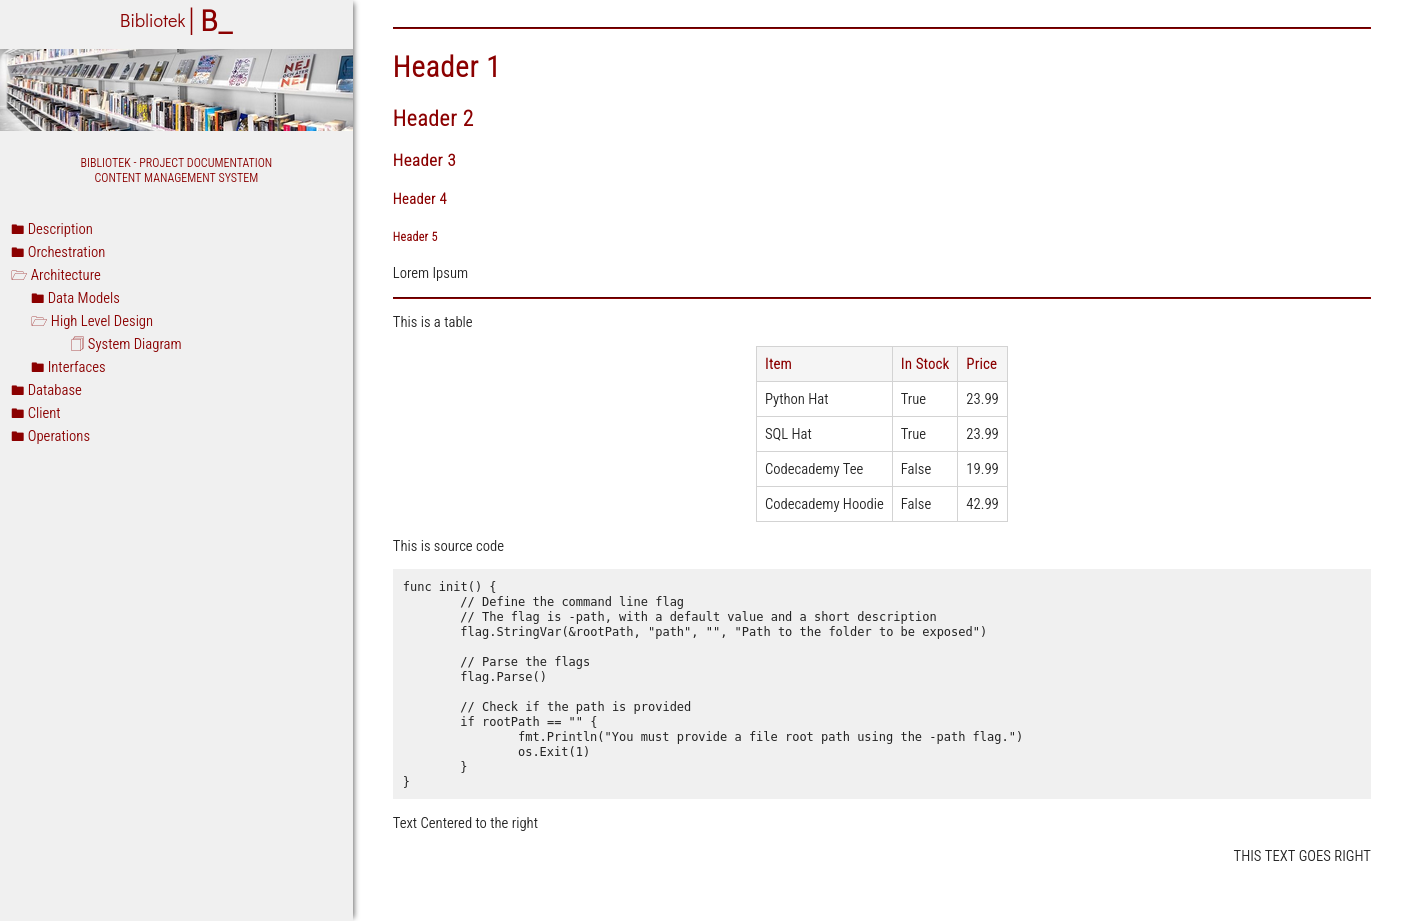 Bibliotek | B_
NEJ
NEJ
BIBLIOTEK - PROJECT DOCUMENTATION
CONTENT MANAGEMENT SYSTEM
Description
Orchestration
Architecture
Data Models
High Level Design
System Diagram
Interfaces
Database
Client
Operations
Header 1
Header 2
Header 3
Header 4
Header 5
Lorem Ipsum
This is a table
Item In Stock Price
Python Hat True 23.99
SQL Hat True 23.99
Codecademy Tee False 19.99
Codecademy Hoodie False 42.99
This is source code
func init() {
        // Define the command line flag
        // The flag is -path, with a default value and a short description
        flag.StringVar(&rootPath, "path", "", "Path to the folder to be exposed")
        // Parse the flags
        flag.Parse()
        // Check if the path is provided
        if rootPath == "" {
                fmt.Println("You must provide a file root path using the -path flag.")
                os.Exit(1)
        }
}
Text Centered to the right
THIS TEXT GOES RIGHT